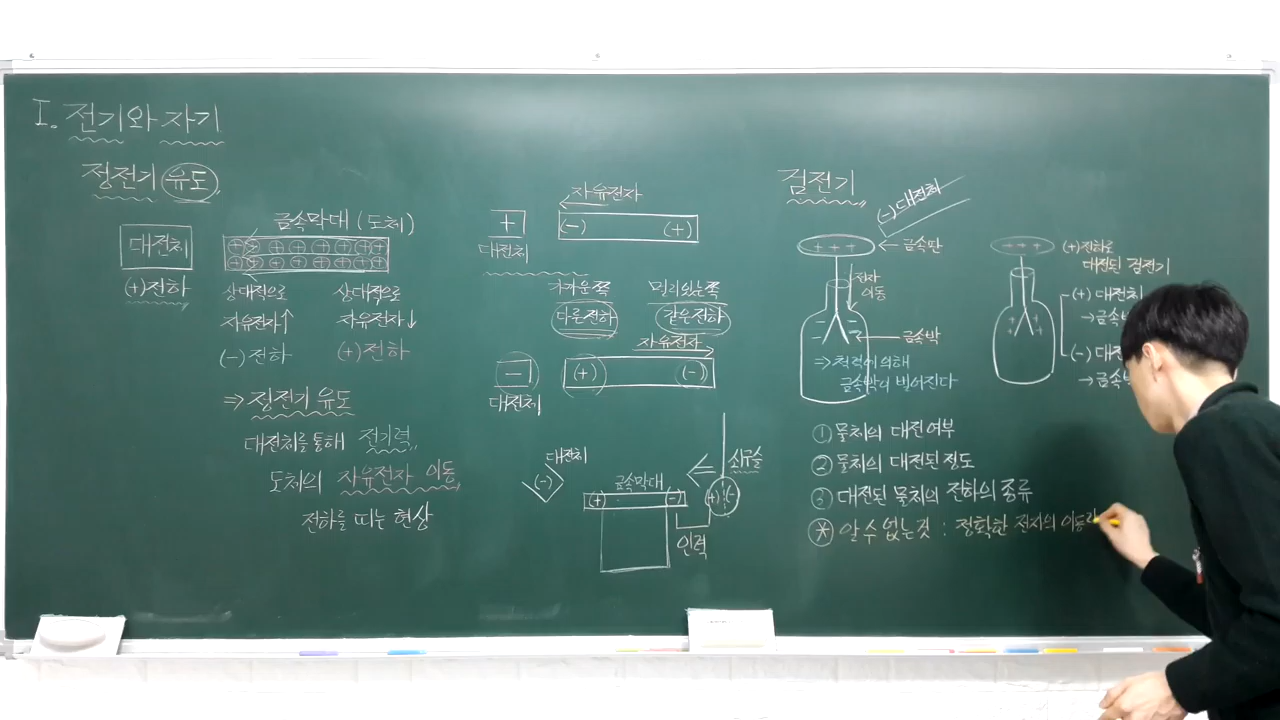 I. 전기와 자기
정전기 유도
대전체
(+)전하
금속막대 (도체)
상대적으로
자유전자↑
(-)전하
상대적으로
자유전자↓
(+)전하
⇒ 정전기 유도
대전체를 통해 전기력,
도체의 자유전자 이동,
전하를 띠는 현상
+
대전체
자유전자
(-) (+)
가까운쪽
다른전하
멀리있는쪽
같은전하
-
대전체
자유전자
(+) (-)
대전체
(-)
금속막대
(+) (-)
쇠구슬
(+) (-)
인력
검전기
(-)대전체
+ + +
← 금속판
전자
이동
금속박
⇒ 척력에 의해
금속박이 벌어진다
+ + +
(+)전하로
대전된 검전기
(+) 대전체
→ 금속
(-) 대전
→ 금속
① 물체의 대전여부
② 물체의 대전된 정도
③ 대전된 물체의 전하의 종류
* 알 수 없는 것 : 정확한 전자의 이동